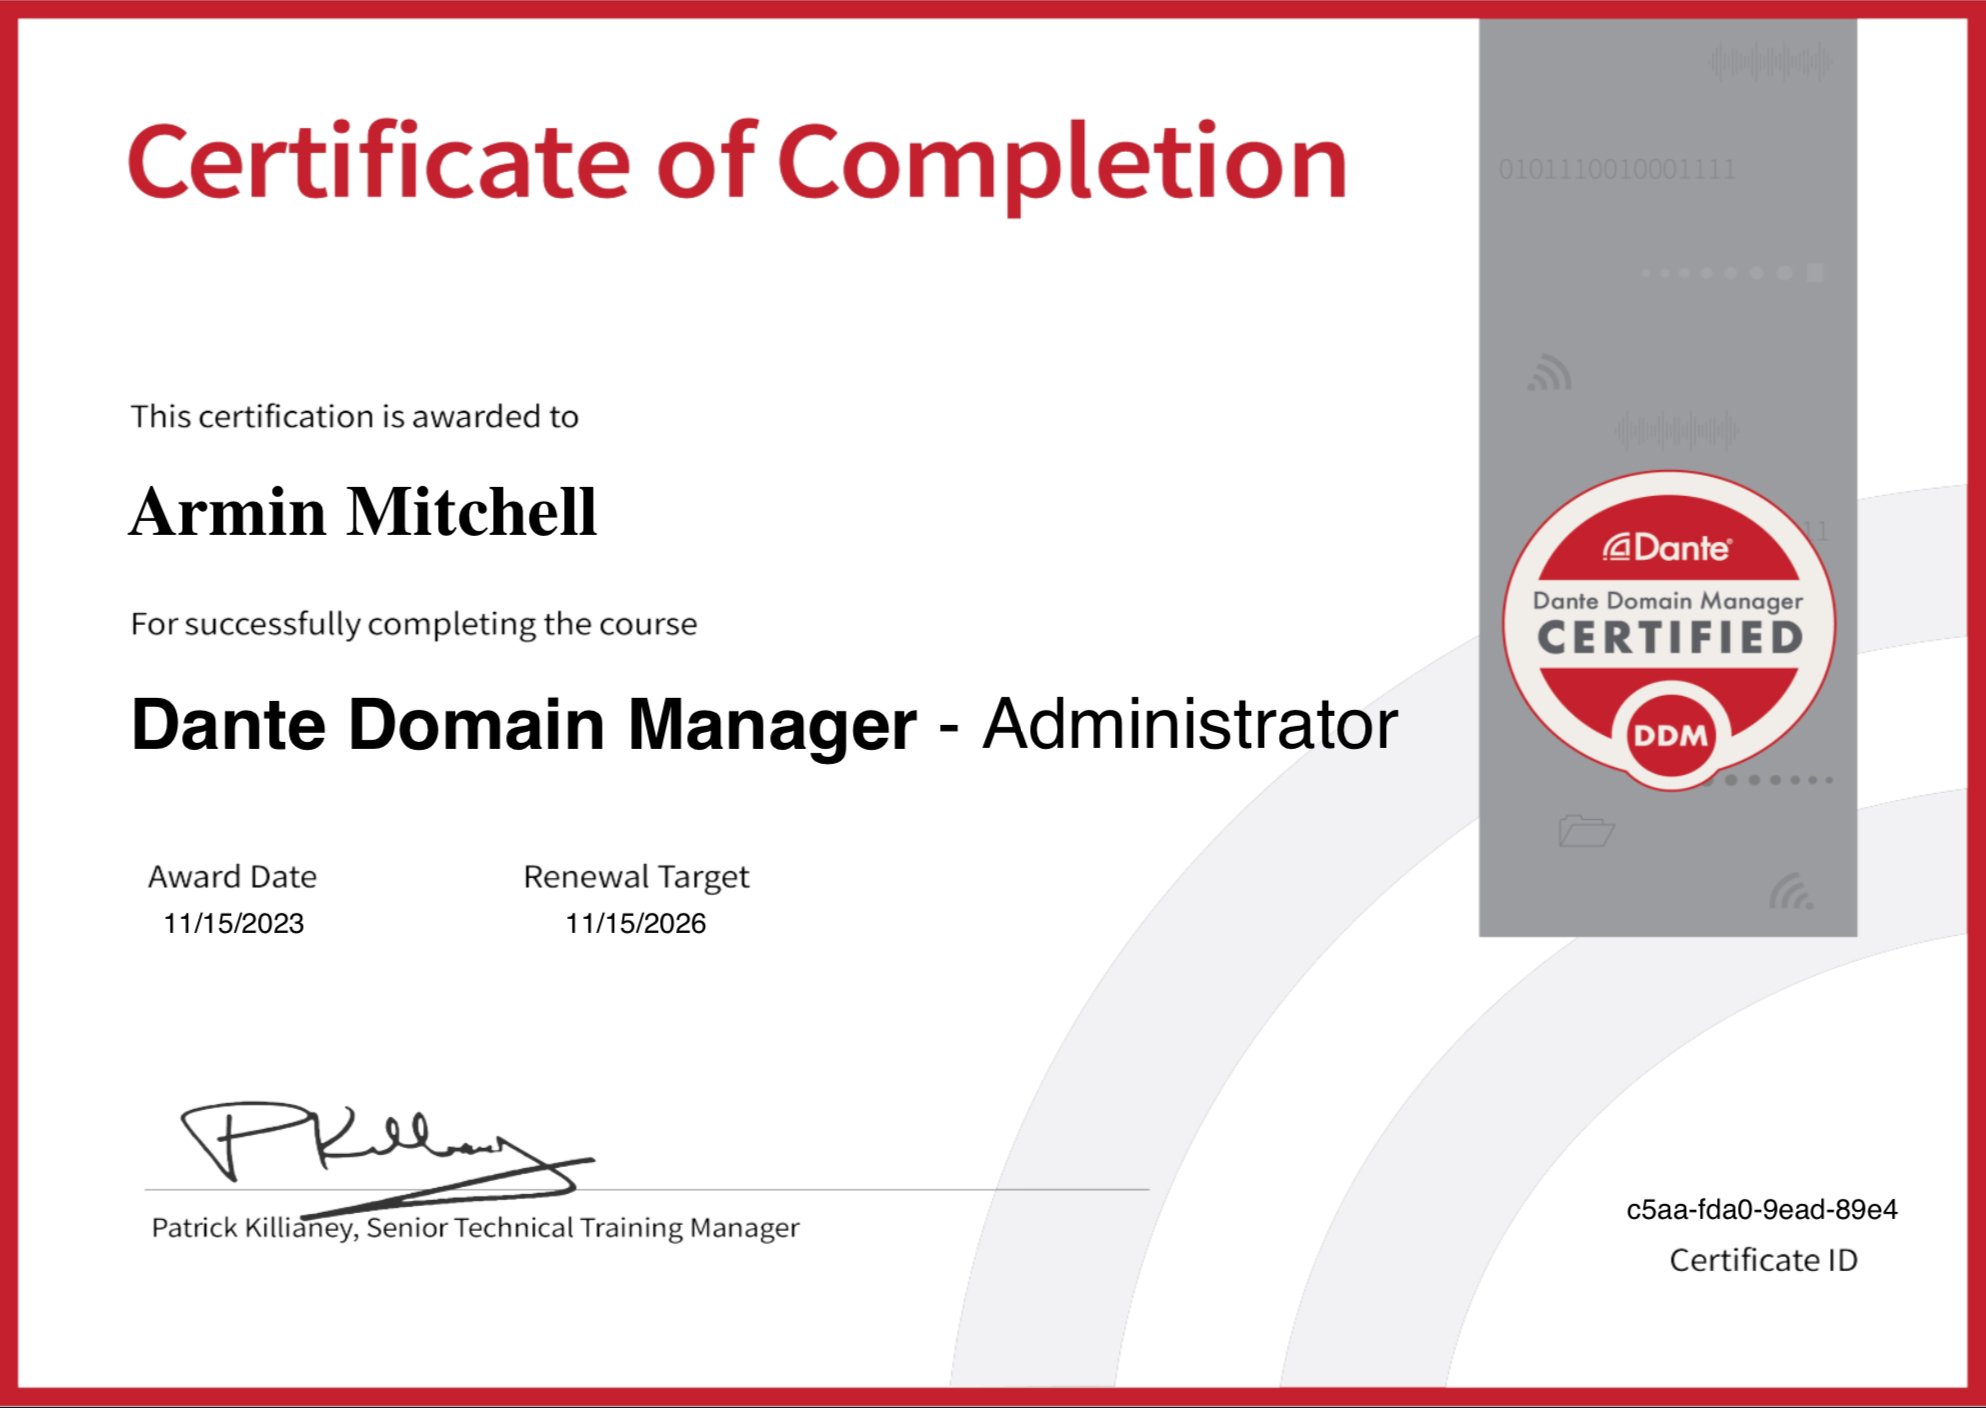 Certificate of Completion
0101110010001111
This certification is awarded to
Armin Mitchell
For successfully completing the course
Dante Domain Manager - Administrator
11
Dante®
Dante Domain Manager
CERTIFIED
DDM
Award Date
Renewal Target
11/15/2023
11/15/2026
P Killianey
Patrick Killianey, Senior Technical Training Manager
c5aa-fda0-9ead-89e4
Certificate ID